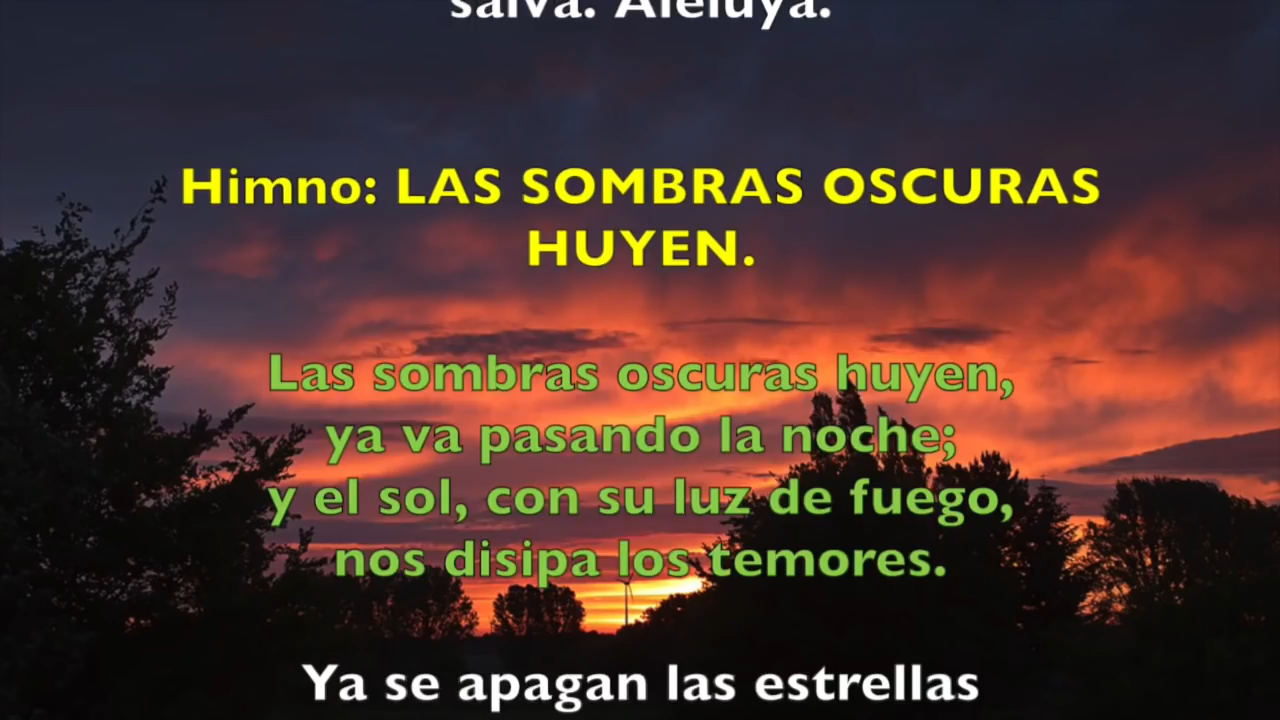 salva. Aleluya.
Himno: LAS SOMBRAS OSCURAS
HUYEN.
Las sombras oscuras huyen,
ya va pasando la noche;
y el sol, con su luz de fuego,
nos disipa los temores.
Ya se apagan las estrellas